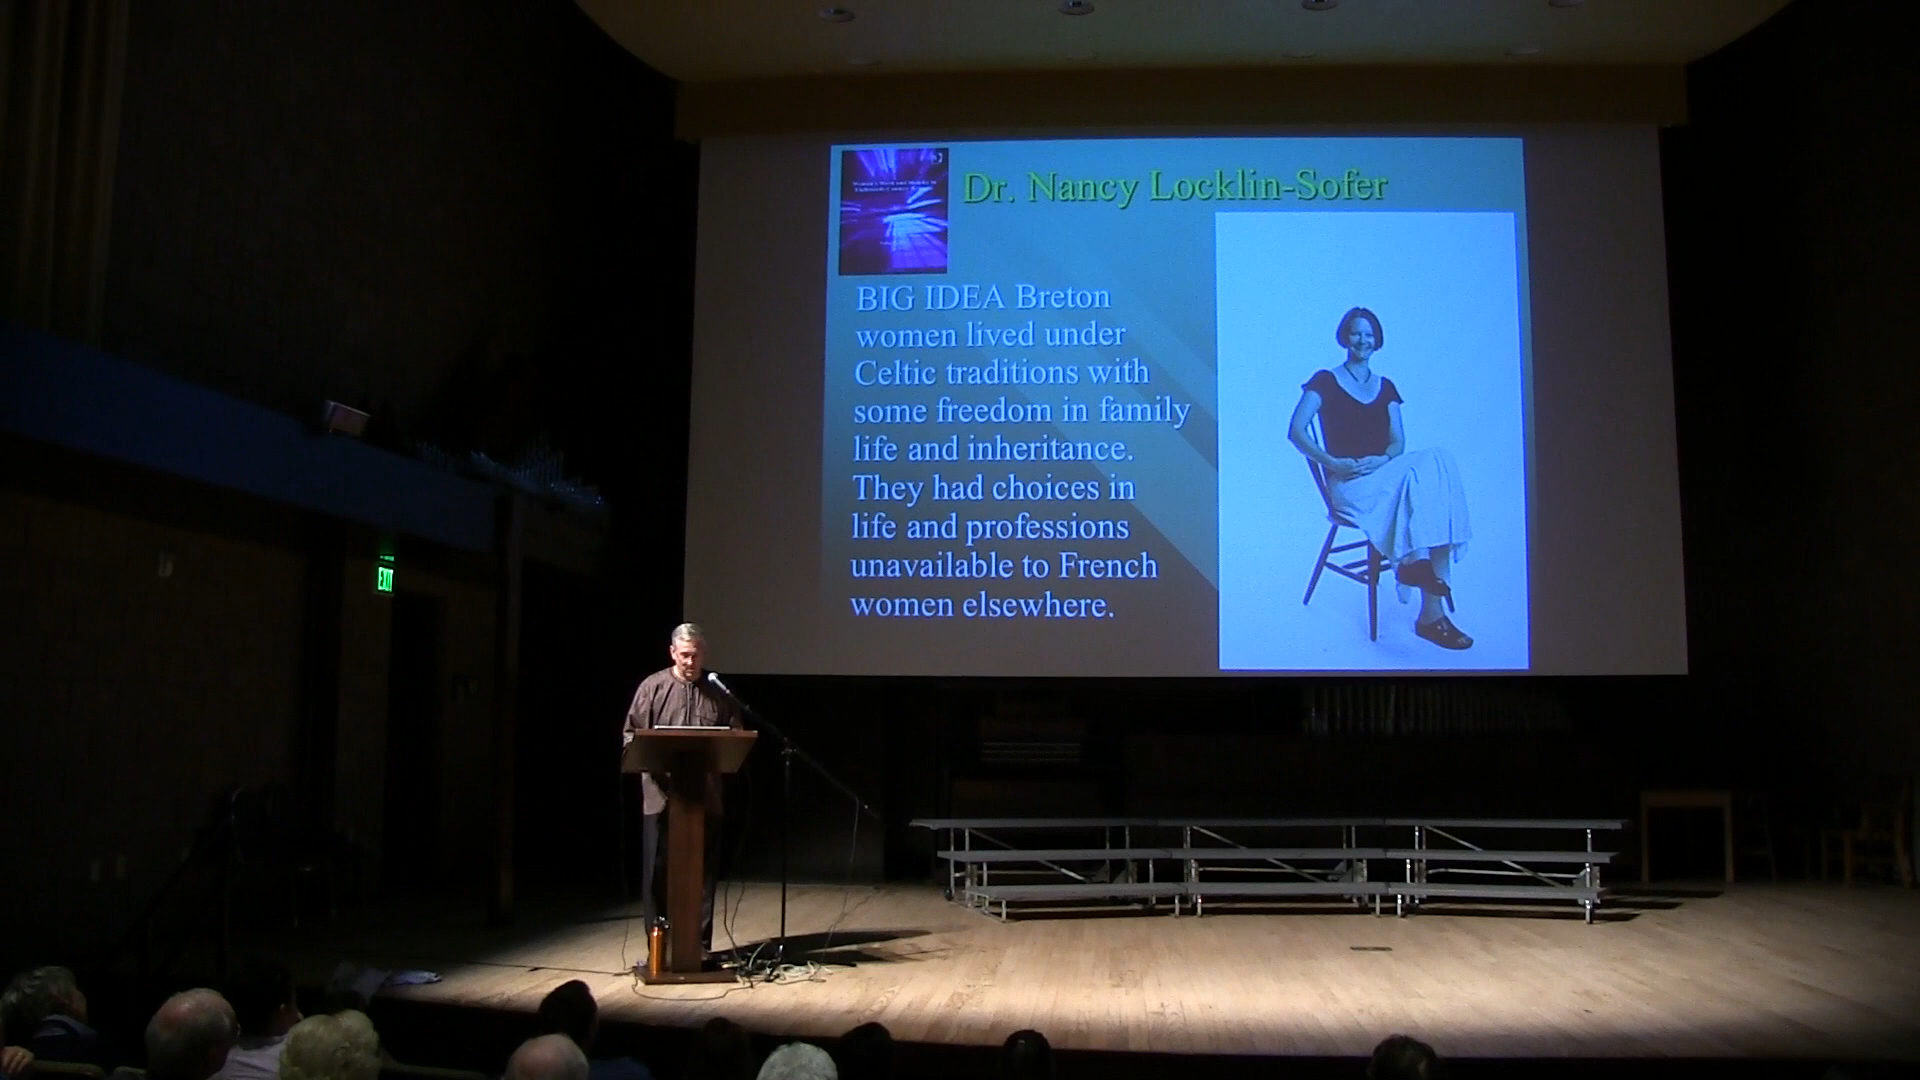 Dr. Nancy Locklin-Sofer
BIG IDEA Breton
women lived under
Celtic traditions with
some freedom in family
life and inheritance.
They had choices in
life and professions
unavailable to French
women elsewhere.
EXIT